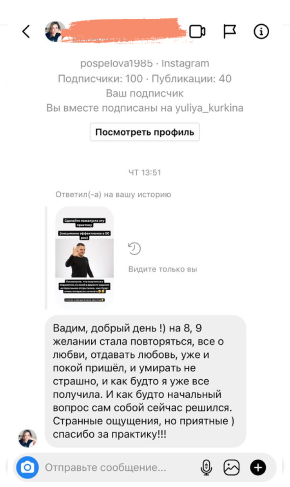 pospelova1985 · Instagram
Подписчики: 100 · Публикации: 40
Ваш подписчик
Вы вместе подписаны на yuliya_kurkina
Посмотреть профиль
ЧТ 13:51
Ответил(-а) на вашу историю
Видите только вы
Вадим, добрый день !) на 8, 9
желании стала повторяться, все о
любви, отдавать любовь, уже и
покой пришёл, и умирать не
страшно, и как будто я уже все
получила. И как будто начальный
вопрос сам собой сейчас решился.
Странные ощущения, но приятные )
спасибо за практику!!!
Отправьте сообщение...